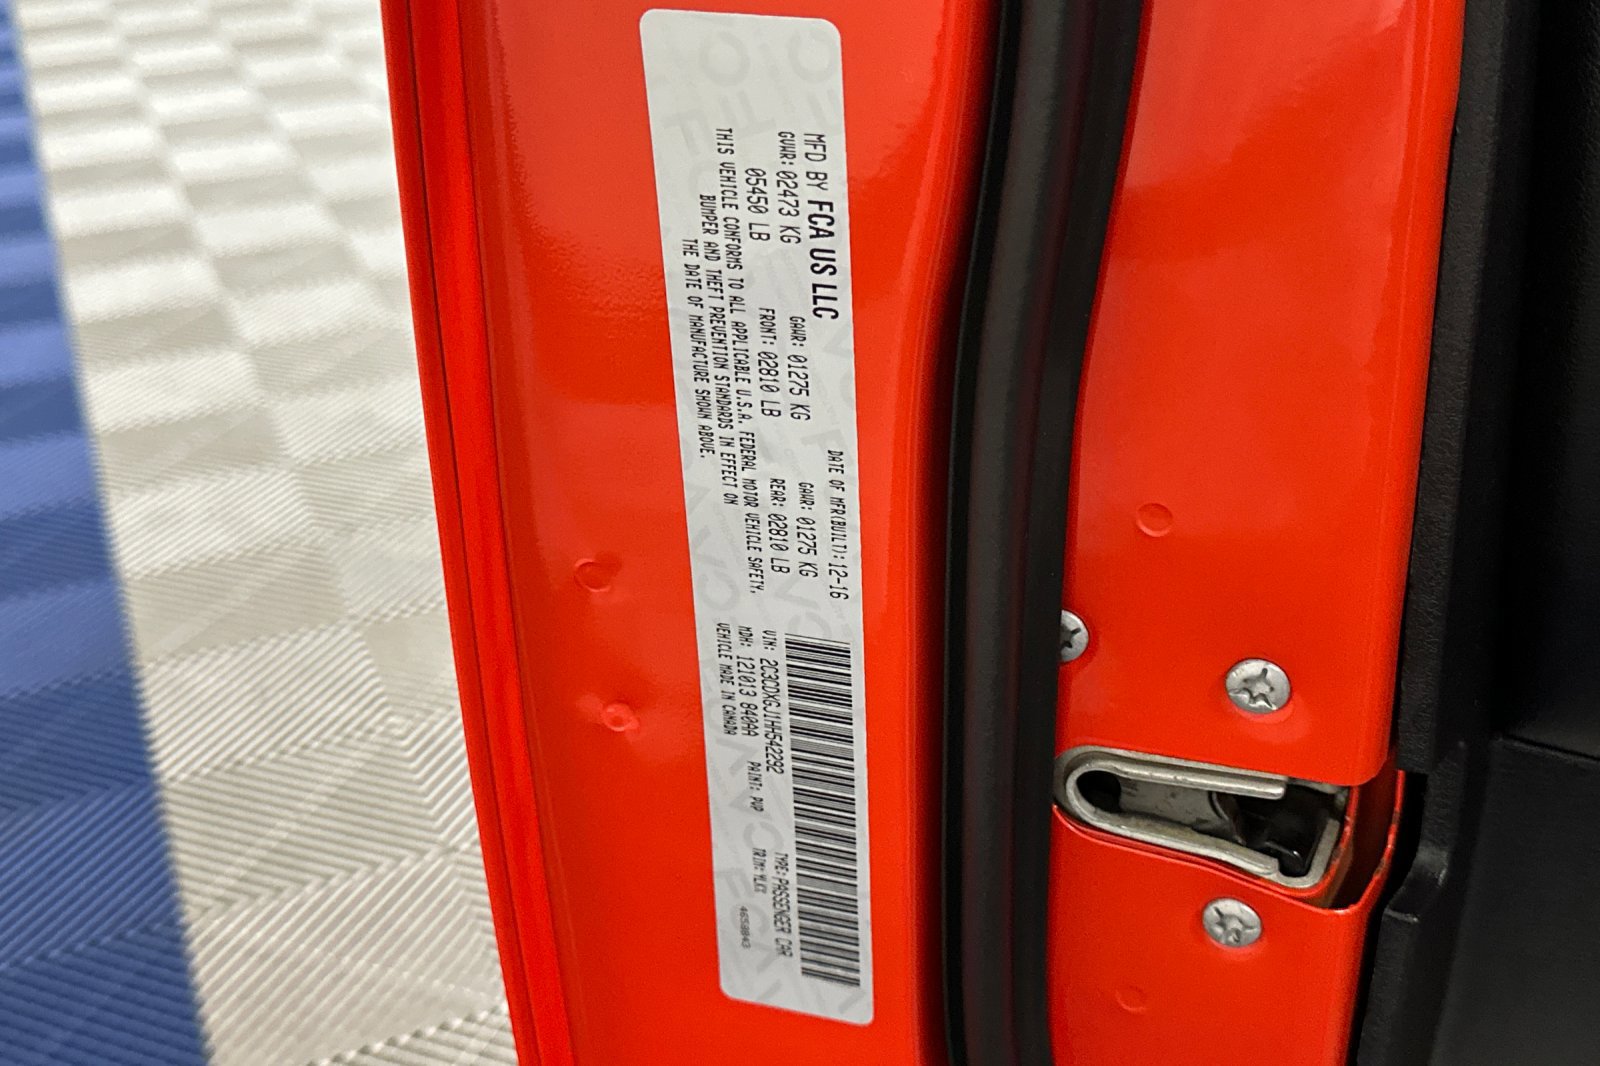 MFD BY FCA US LLC DATE OF MFR(BUILT): 12-16
GVWR: 02473 KG GAWR: 01275 KG GAWR: 01275 KG
05450 LB FRONT: 02810 LB REAR: 02810 LB
THIS VEHICLE CONFORMS TO ALL APPLICABLE U.S.A. FEDERAL MOTOR VEHICLE SAFETY,
BUMPER AND THEFT PREVENTION STANDARDS IN EFFECT ON
THE DATE OF MANUFACTURE SHOWN ABOVE.
VIN: 2C3CDXGJ1HH542292 TYPE: PASSENGER CAR
MDH: 121013 840AA PAINT: PVP TRIM:
VEHICLE MADE IN CANADA